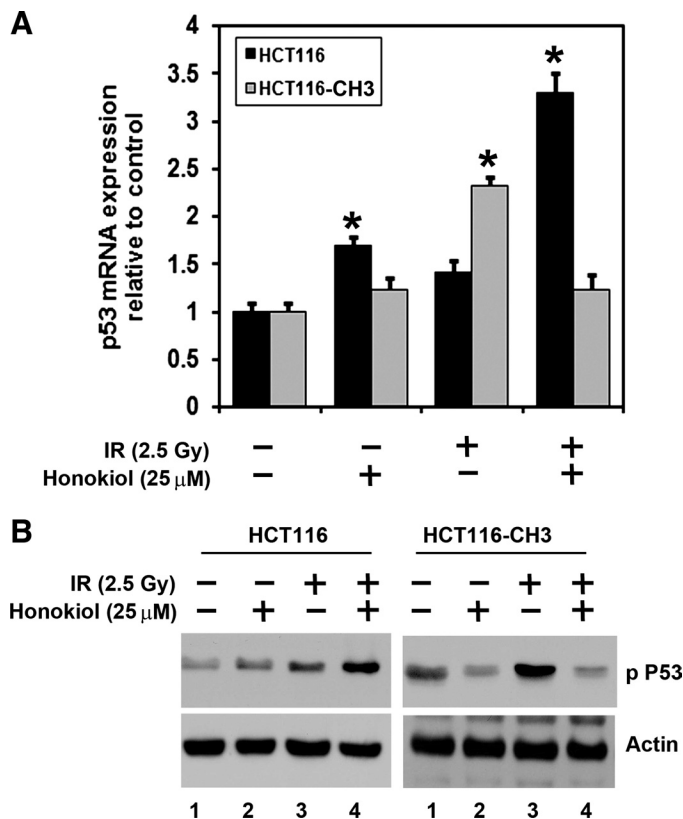 A
p53 mRNA expression
relative to control
4
3.5
3
2.5
2
1.5
1
0.5
0
HCT116
HCT116-CH3
*
*
*
IR (2.5 Gy) – – + +
Honokiol (25 µM) – + – +
B
HCT116 HCT116-CH3
IR (2.5 Gy) – – + + – – + +
Honokiol (25 µM) – + – + – + – +
p P53
Actin
1 2 3 4 1 2 3 4